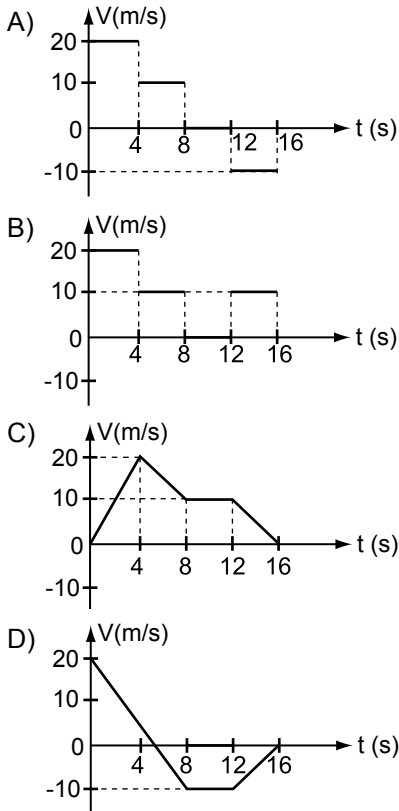 A) V(m/s)
20
10
0 t (s)
4 8 12 16
-10
B) V(m/s)
20
10
0 t (s)
4 8 12 16
-10
C) V(m/s)
20
10
0 t (s)
4 8 12 16
-10
D) V(m/s)
20
10
4 8 12 16
0 t (s)
-10